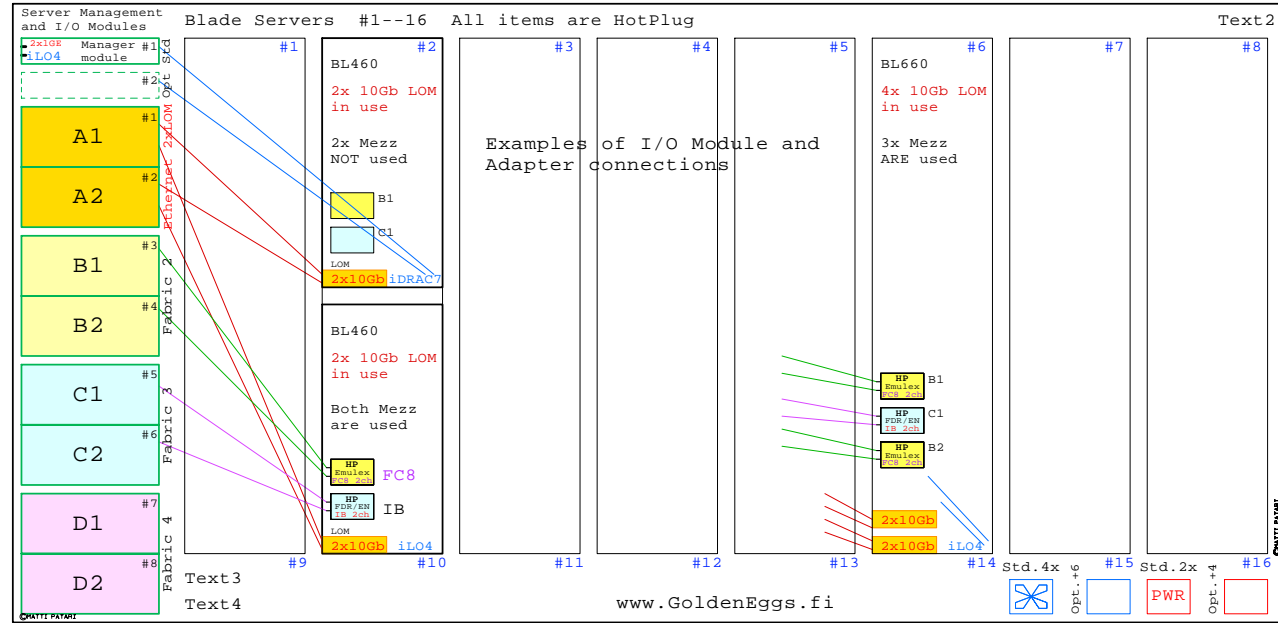 Server Management
and I/O Modules
Blade Servers #1--16 All items are HotPlug
Text2
2x1GE
iLO4
Manager
module
#1
Std
#2
Opt
#1
A1
#2
A2
Ethernet 2xLOM
#3
B1
#4
B2
Fabric 2
#5
C1
#6
C2
Fabric 3
#7
D1
#8
D2
Fabric 4
©MATTI PATARI
#1
#2
BL460
2x 10Gb LOM
in use
2x Mezz
NOT used
B1
C1
LOM
2x10Gb iDRAC7
BL460
2x 10Gb LOM
in use
Both Mezz
are used
HP
Emulex
FC8 2ch
FC8
HP
FDR/EN
IB 2ch
IB
LOM
2x10Gb iLO4
#3
#4
#5
Examples of I/O Module and
Adapter connections
#6
BL660
4x 10Gb LOM
in use
3x Mezz
ARE used
HP
Emulex
FC8 2ch
B1
HP
FDR/EN
IB 2ch
C1
HP
Emulex
FC8 2ch
B2
2x10Gb
2x10Gb iLO4
#7
#8
©MATTI PATARI
#9
#10
#11
#12
#13
#14
#15
#16
Text3
Text4
www.GoldenEggs.fi
Std.4x
Opt.+6
Std.2x
PWR
Opt.+4